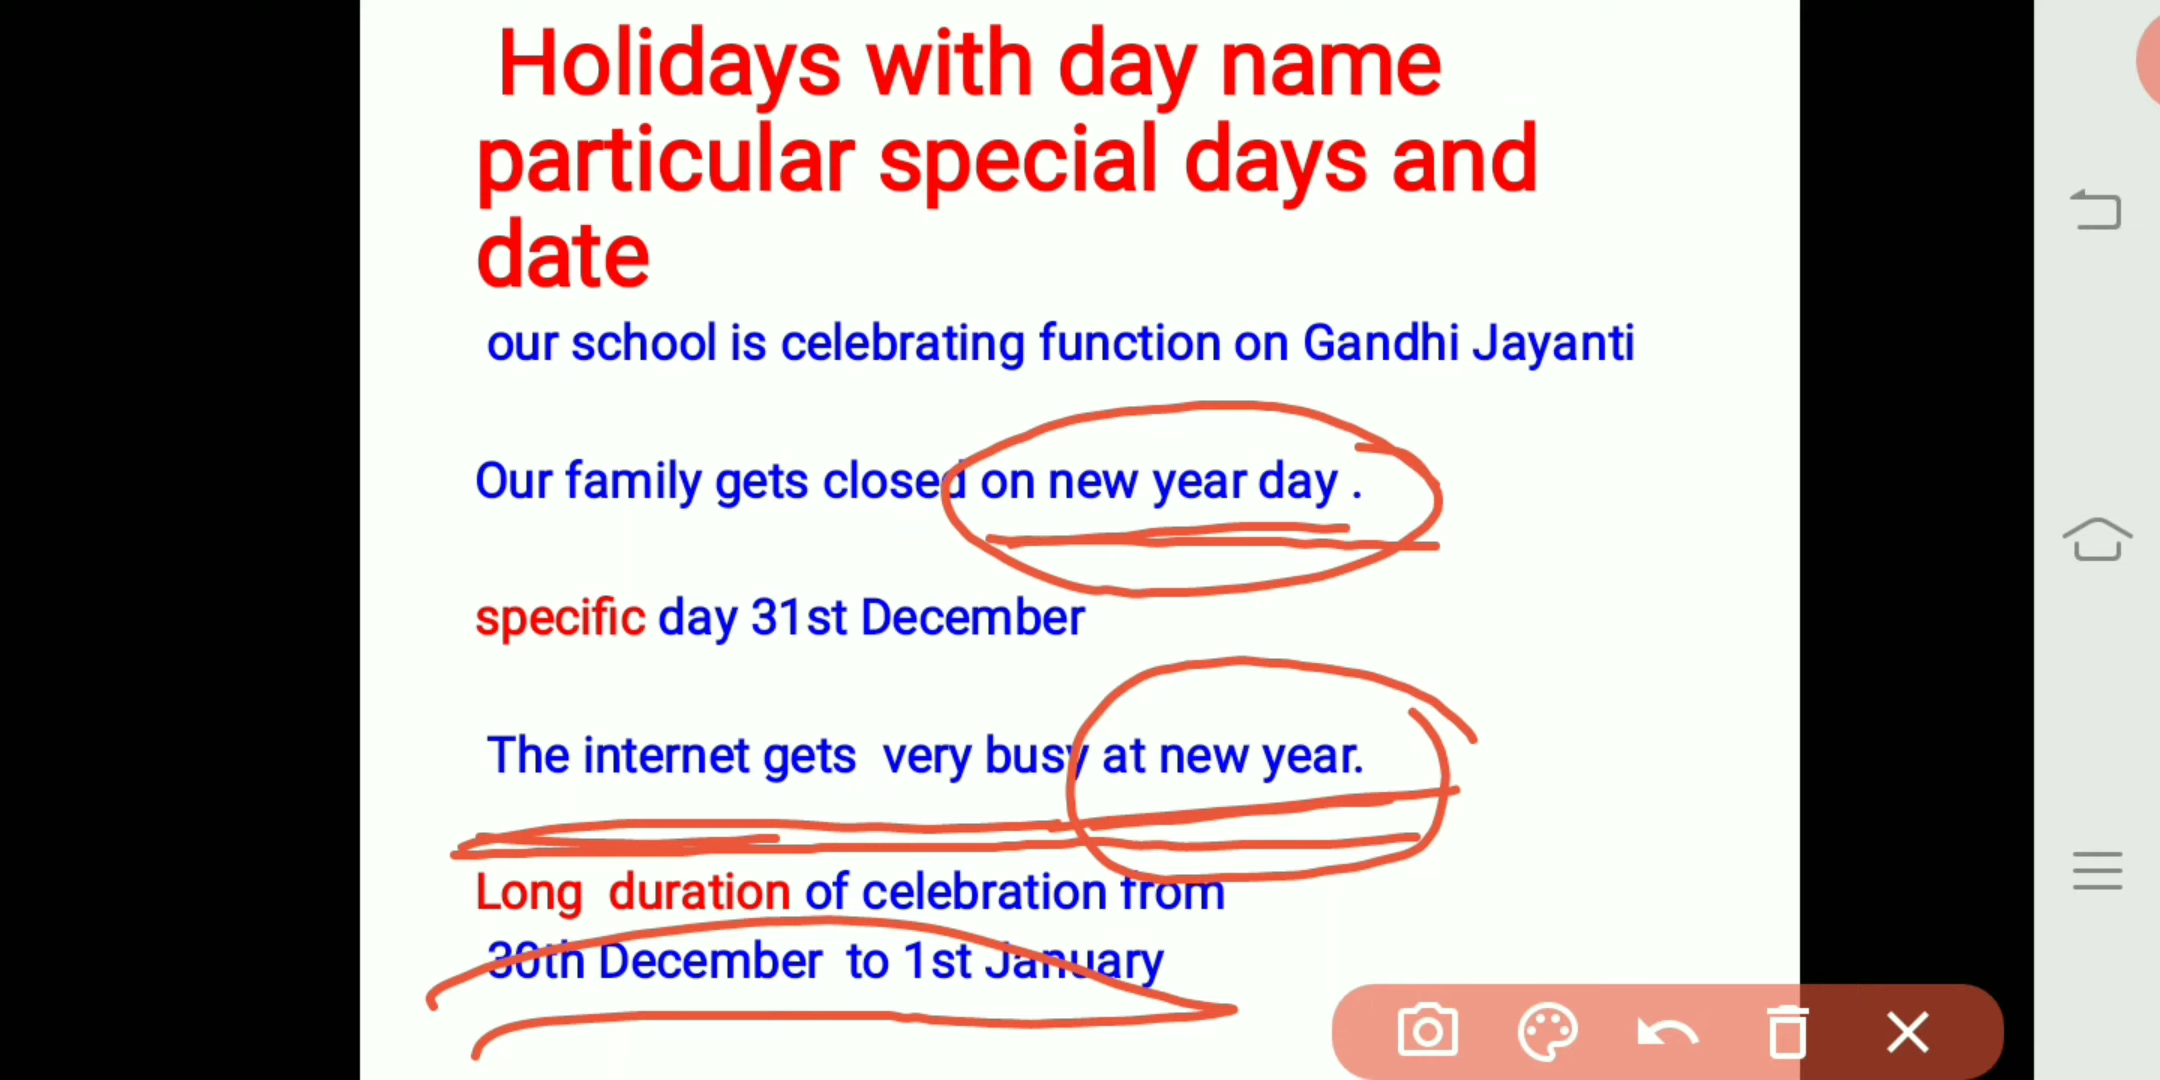 Holidays with day name
particular special days and
date
our school is celebrating function on Gandhi Jayanti
Our family gets closed on new year day .
specific day 31st December
The internet gets very busy at new year.
Long duration of celebration from
30th December to 1st January